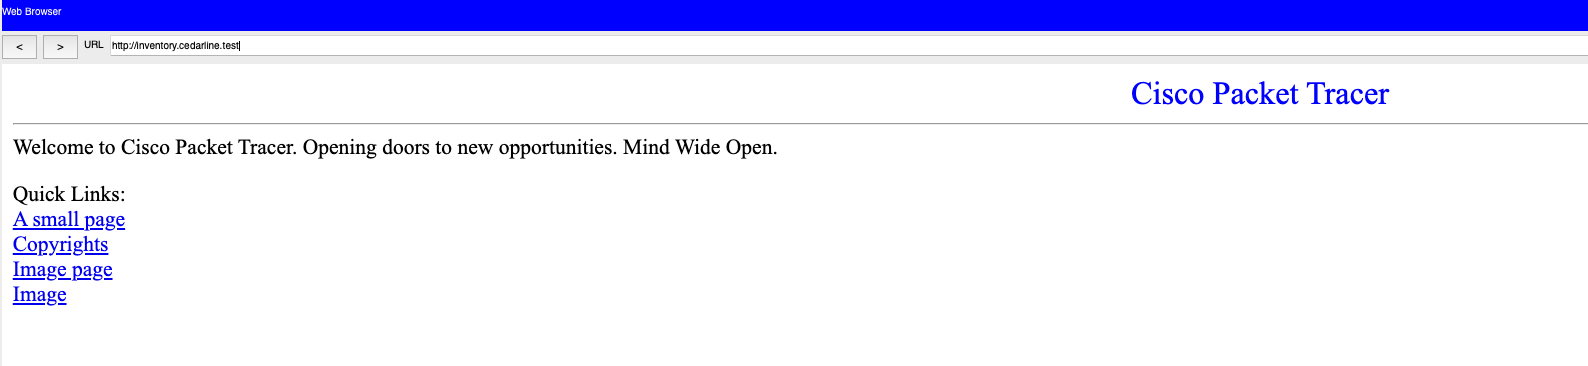 Web Browser
< > URL http://inventory.cedarline.test
Cisco Packet Tracer
Welcome to Cisco Packet Tracer. Opening doors to new opportunities. Mind Wide Open.
Quick Links:
A small page
Copyrights
Image page
Image